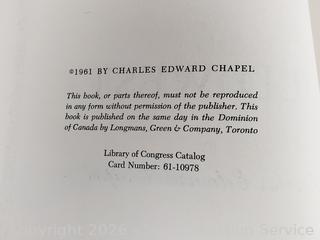 ©1961 BY CHARLES EDWARD CHAPEL
This book, or parts thereof, must not be reproduced
in any form without permission of the publisher. This
book is published on the same day in the Dominion
of Canada by Longmans, Green & Company, Toronto
Library of Congress Catalog
Card Number: 61-10978